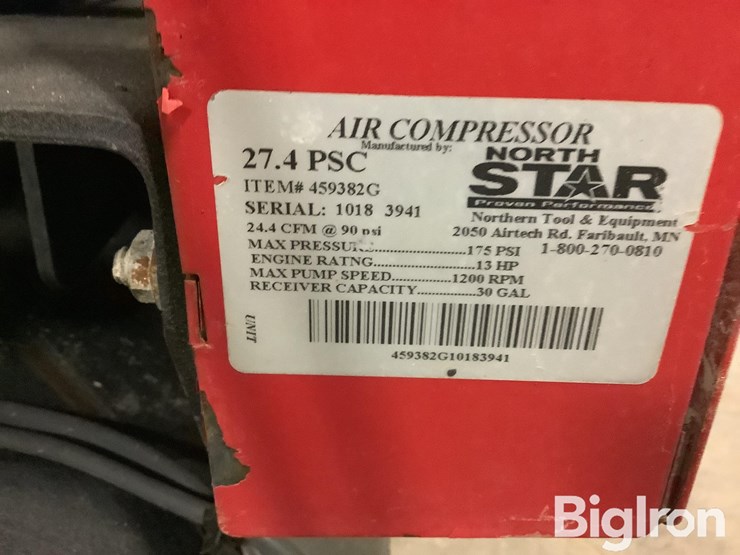 AIR COMPRESSOR
Manufactured by:
27.4 PSC
NORTH
STAR
Proven Performance
ITEM# 459382G
SERIAL: 1018 3941
Northern Tool & Equipment
24.4 CFM @ 90 psi
2050 Airtech Rd. Faribault, MN
MAX PRESSU...............175 PSI
1-800-270-0810
ENGINE RATNG...............13 HP
MAX PUMP SPEED...............1200 RPM
RECEIVER CAPACITY...............30 GAL
UNIT
459382G10183941
BigIron